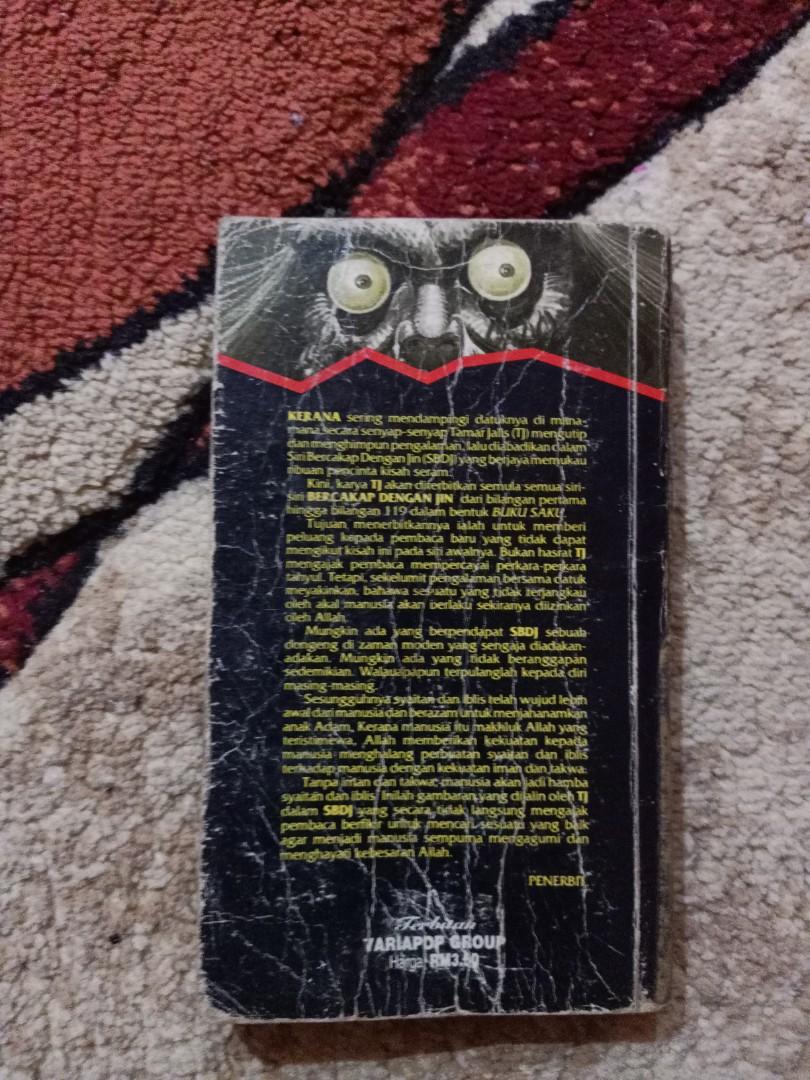 KERANA sering mendampingi datuknya di mana-
mana secara senyap-senyap Tamar Jalis (TJ) mengutip
dan menghimpun pengalaman, lalu diabadikan dalam
Siri Bercakap Dengan Jin (SBDJ) yang berjaya memukau
ribuan pencinta kisah seram.
Kini, karya TJ akan diterbitkan semula semua siri-
siri BERCAKAP DENGAN JIN dari bilangan pertama
hingga bilangan 119 dalam bentuk BUKU SAKU.
Tujuan menerbitkannya ialah untuk memberi
peluang kepada pembaca baru yang tidak dapat
mengikut kisah ini pada siri awalnya. Bukan hasrat TJ
mengajak pembaca mempercayai perkara-perkara
tahyul. Tetapi, sekelumit pengalaman bersama datuk
meyakinkan, bahawa sesuatu yang tidak terjangkau
oleh akal manusia akan berlaku sekiranya diizinkan
oleh Allah.
Mungkin ada yang berpendapat SBDJ sebuah
dongeng di zaman moden yang sengaja diadakan-
adakan. Mungkin ada yang tidak beranggapan
sedemikian. Walauapapun terpulanglah kepada diri
masing-masing.
Sesungguhnya syaitan dan iblis telah wujud lebih
awal dari manusia dan berazam untuk menjahanamkan
anak Adam. Kerana manusia itu makhluk Allah yang
teristimewa, Allah memberikan kekuatan kepada
manusia menghalang perbuatan syaitan dan iblis
terhadap manusia dengan kekuatan iman dan takwa.
Tanpa iman dan takwa, manusia akan jadi hamba
syaitan dan iblis. Inilah gambaran yang dijalin oleh TJ
dalam SBDJ yang secara tidak langsung mengajak
pembaca berfikir untuk mencari sesuatu yang baik
agar menjadi manusia sempurna mengagumi dan
menghayati kebesaran Allah.
PENERBIT
Terbitan
VARIAPOP GROUP
Harga: RM3.